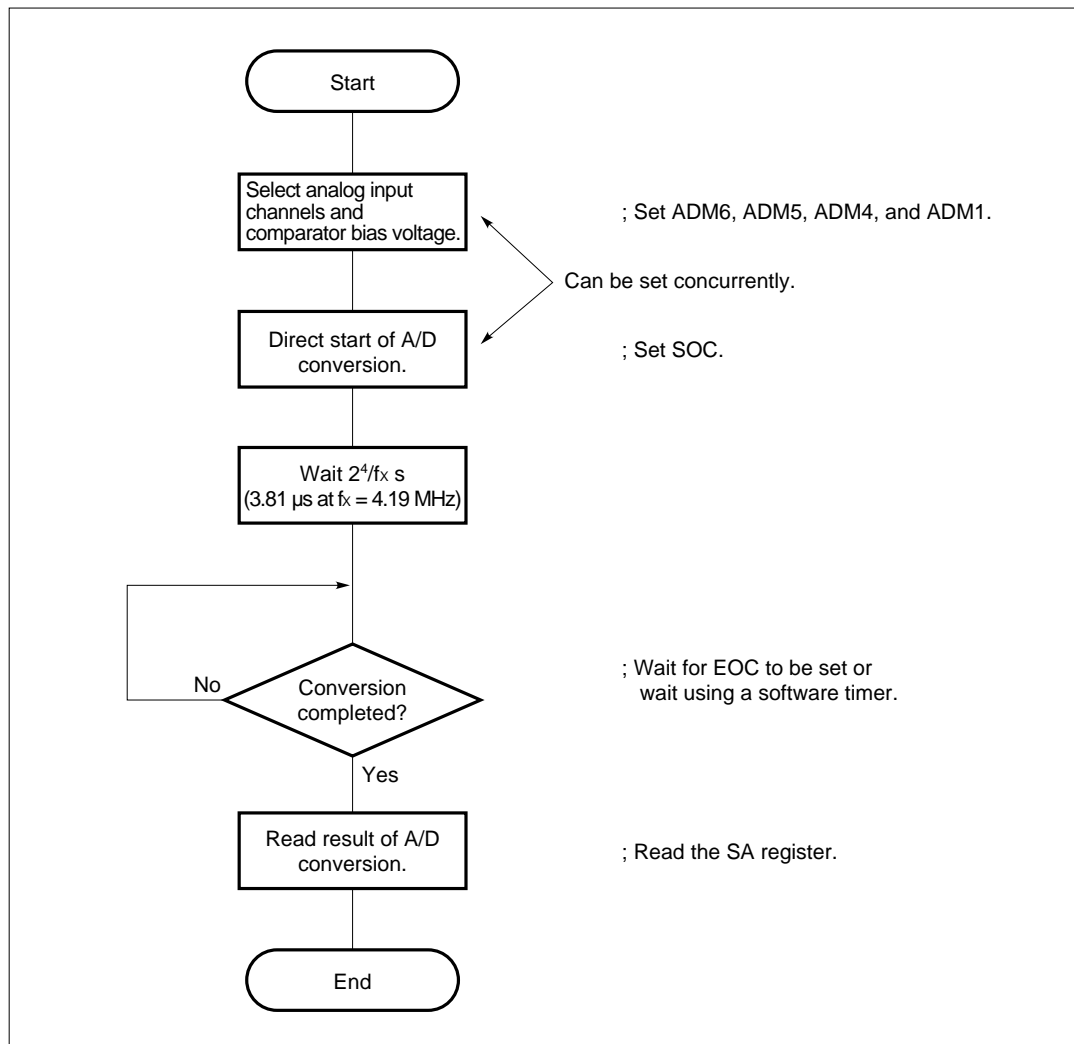 Start
Select analog input
channels and
comparator bias voltage.
; Set ADM6, ADM5, ADM4, and ADM1.
Can be set concurrently.
Direct start of A/D
conversion.
; Set SOC.
Wait 2⁴/fx s
(3.81 µs at fx = 4.19 MHz)
No
Conversion
completed?
; Wait for EOC to be set or
wait using a software timer.
Yes
Read result of A/D
conversion.
; Read the SA register.
End